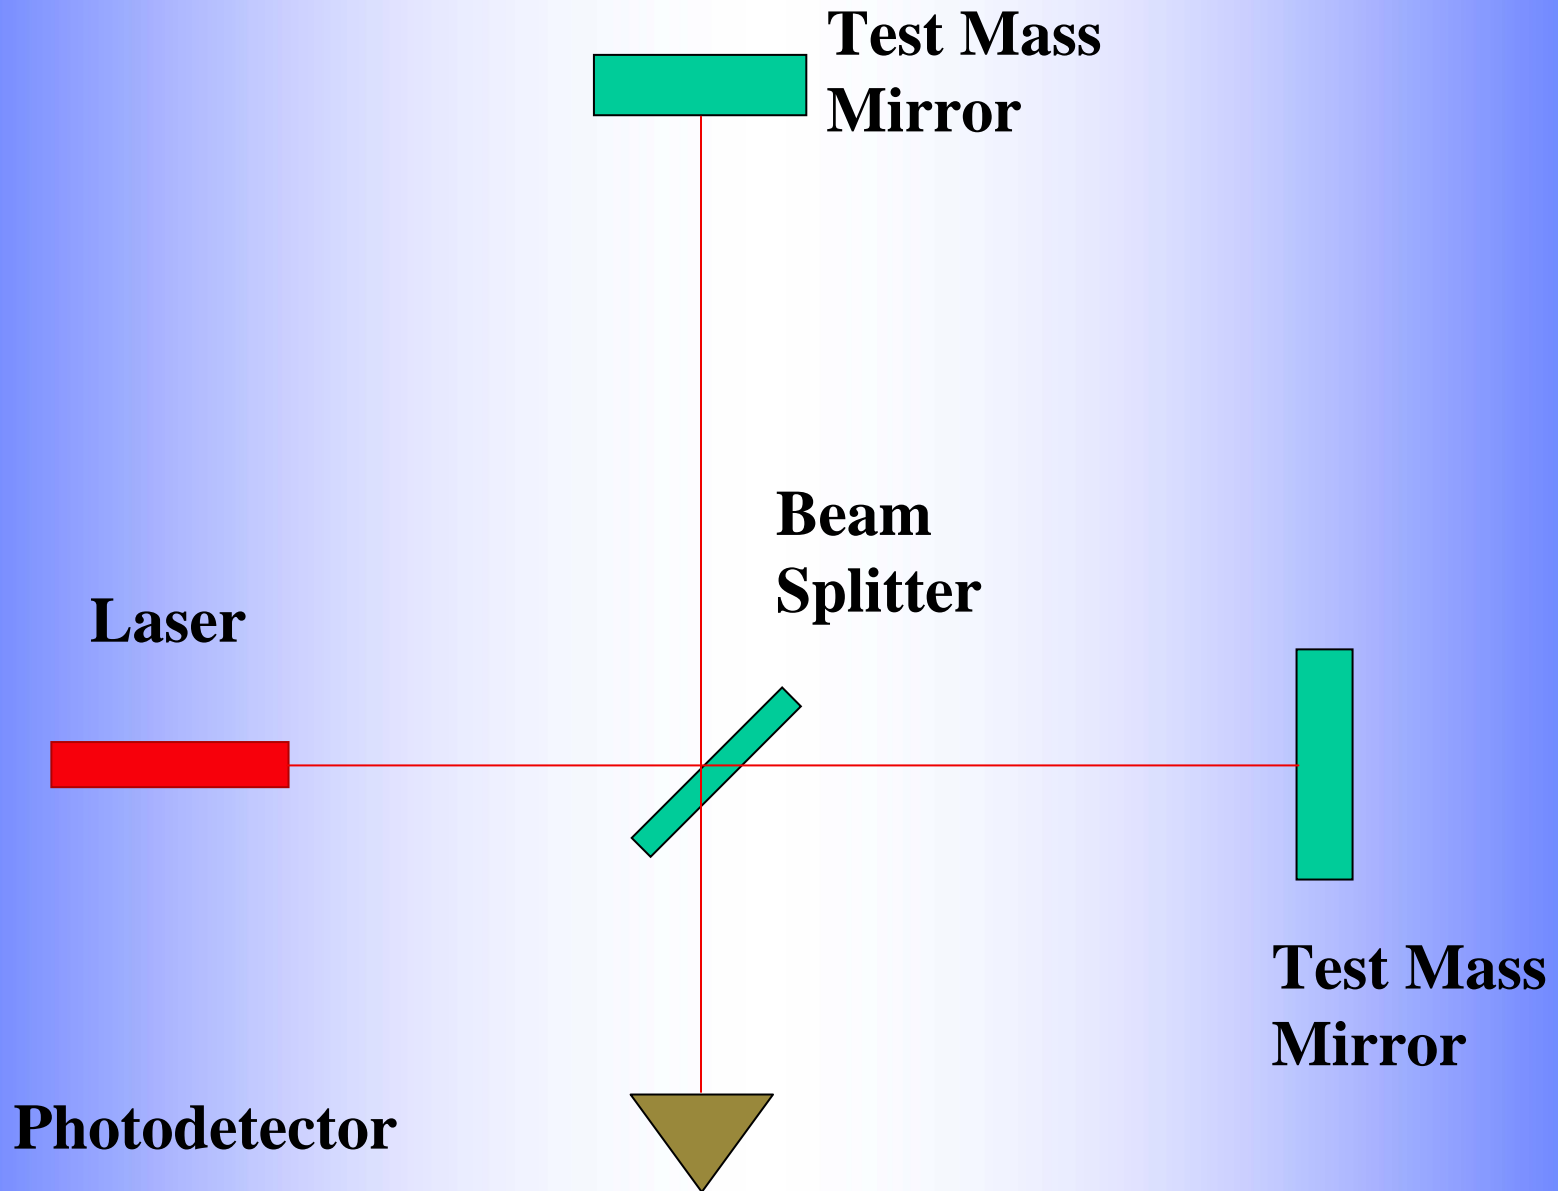 Test Mass
Mirror
Beam
Splitter
Laser
Test Mass
Mirror
Photodetector